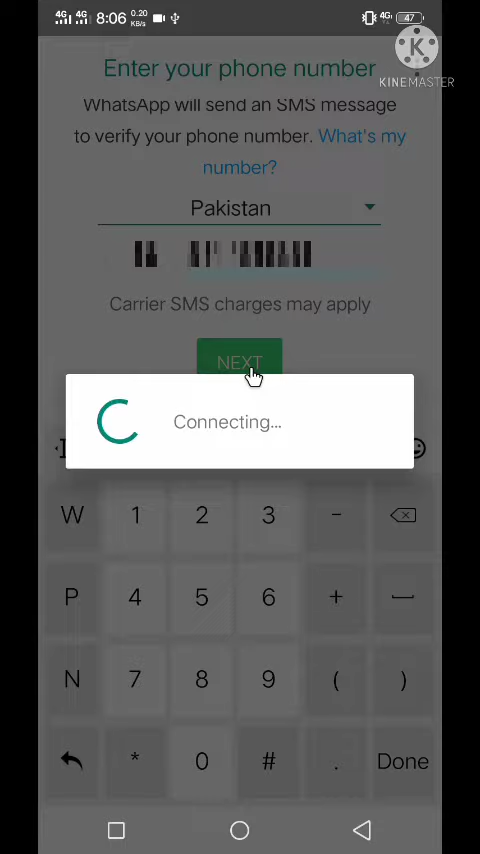 4G 4G 8:06 0.20 KB/s 4G 47
K
KINEMASTER
Enter your phone number
WhatsApp will send an SMS message
to verify your phone number. What's my
number?
Pakistan
Carrier SMS charges may apply
NEXT
Connecting...
W 1 2 3 -
P 4 5 6 +
N 7 8 9 ( )
* 0 # . Done